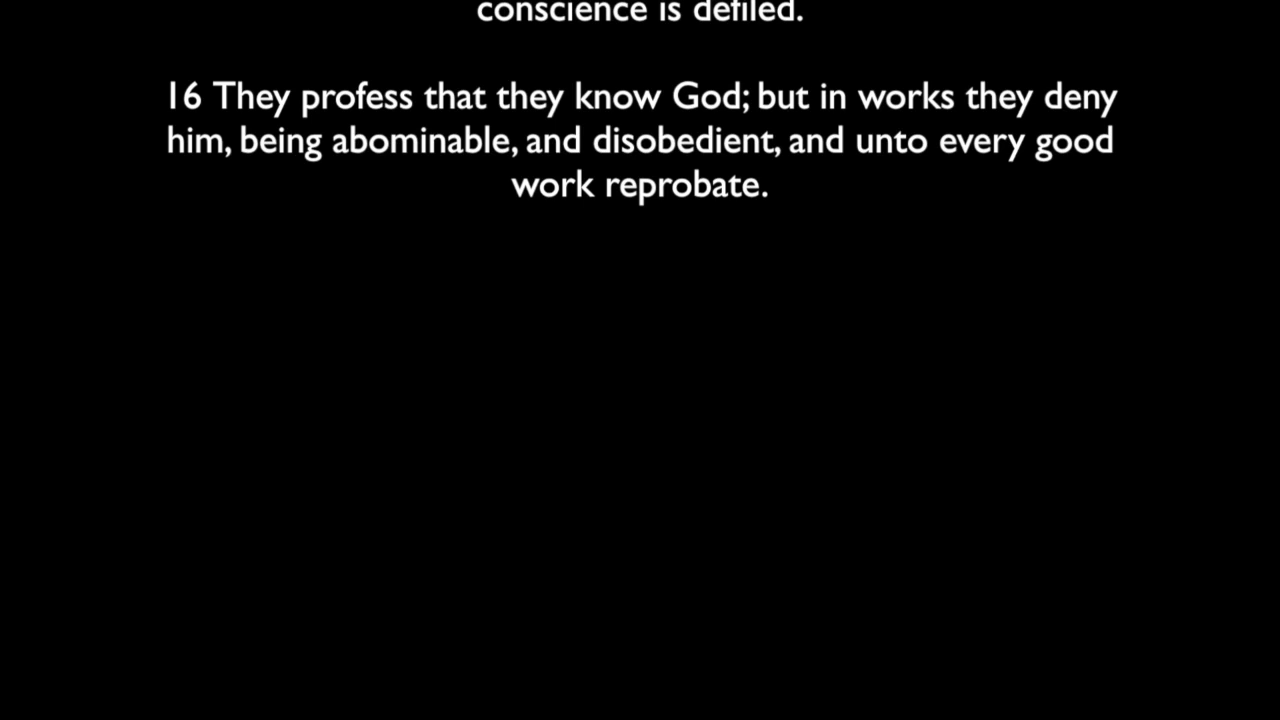 conscience is defiled.
16 They profess that they know God; but in works they deny
him, being abominable, and disobedient, and unto every good
work reprobate.